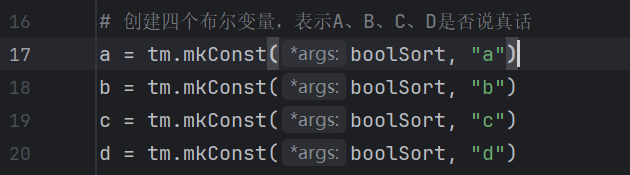 16 # 创建四个布尔变量，表示A、B、C、D是否说真话
17 a = tm.mkConst( *args: boolSort, "a")
18 b = tm.mkConst( *args: boolSort, "b")
19 c = tm.mkConst( *args: boolSort, "c")
20 d = tm.mkConst( *args: boolSort, "d")